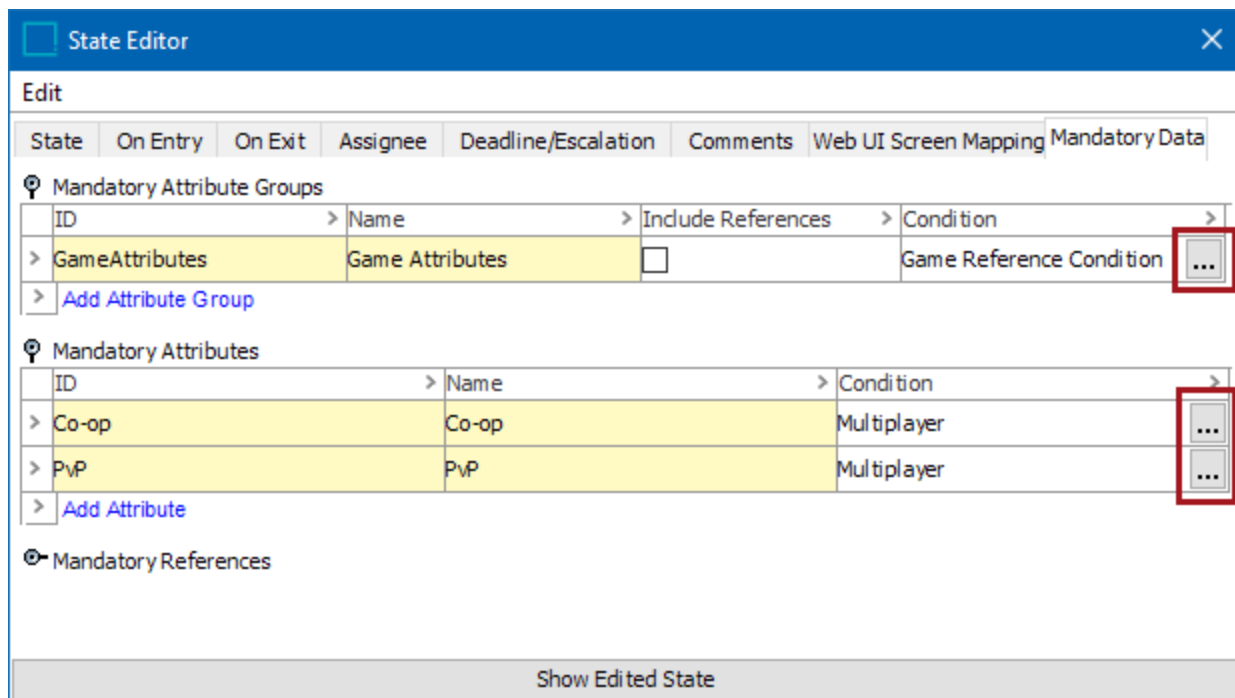 State Editor
Edit
State On Entry On Exit Assignee Deadline/Escalation Comments Web UI Screen Mapping Mandatory Data
Mandatory Attribute Groups
ID > Name > Include References > Condition >
> GameAttributes Game Attributes Game Reference Condition ...
> Add Attribute Group
Mandatory Attributes
ID > Name > Condition >
> Co-op Co-op Multiplayer ...
> PvP PvP Multiplayer ...
> Add Attribute
Mandatory References
Show Edited State